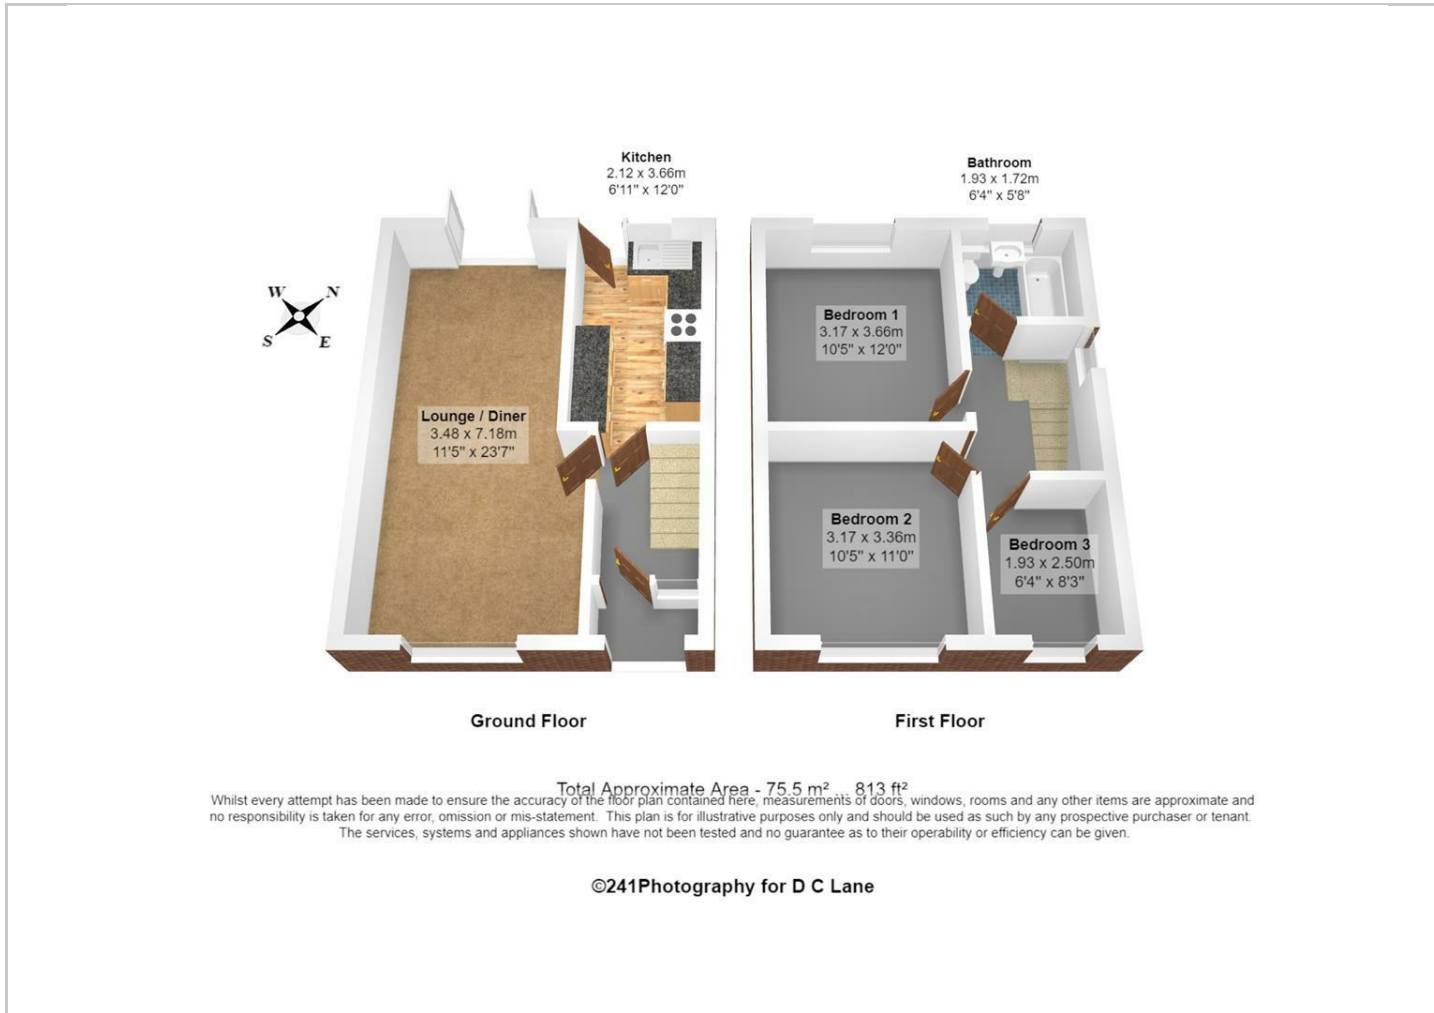 Kitchen
2.12 x 3.66m
6'11" x 12'0"
Bathroom
1.93 x 1.72m
6'4" x 5'8"
W N
S E
Lounge / Diner
3.48 x 7.18m
11'5" x 23'7"
Bedroom 1
3.17 x 3.66m
10'5" x 12'0"
Bedroom 2
3.17 x 3.36m
10'5" x 11'0"
Bedroom 3
1.93 x 2.50m
6'4" x 8'3"
Ground Floor
First Floor
Total Approximate Area - 75.5 m² ... 813 ft²
Whilst every attempt has been made to ensure the accuracy of the floor plan contained here, measurements of doors, windows, rooms and any other items are approximate and
no responsibility is taken for any error, omission or mis-statement. This plan is for illustrative purposes only and should be used as such by any prospective purchaser or tenant.
The services, systems and appliances shown have not been tested and no guarantee as to their operability or efficiency can be given.
©241Photography for D C Lane